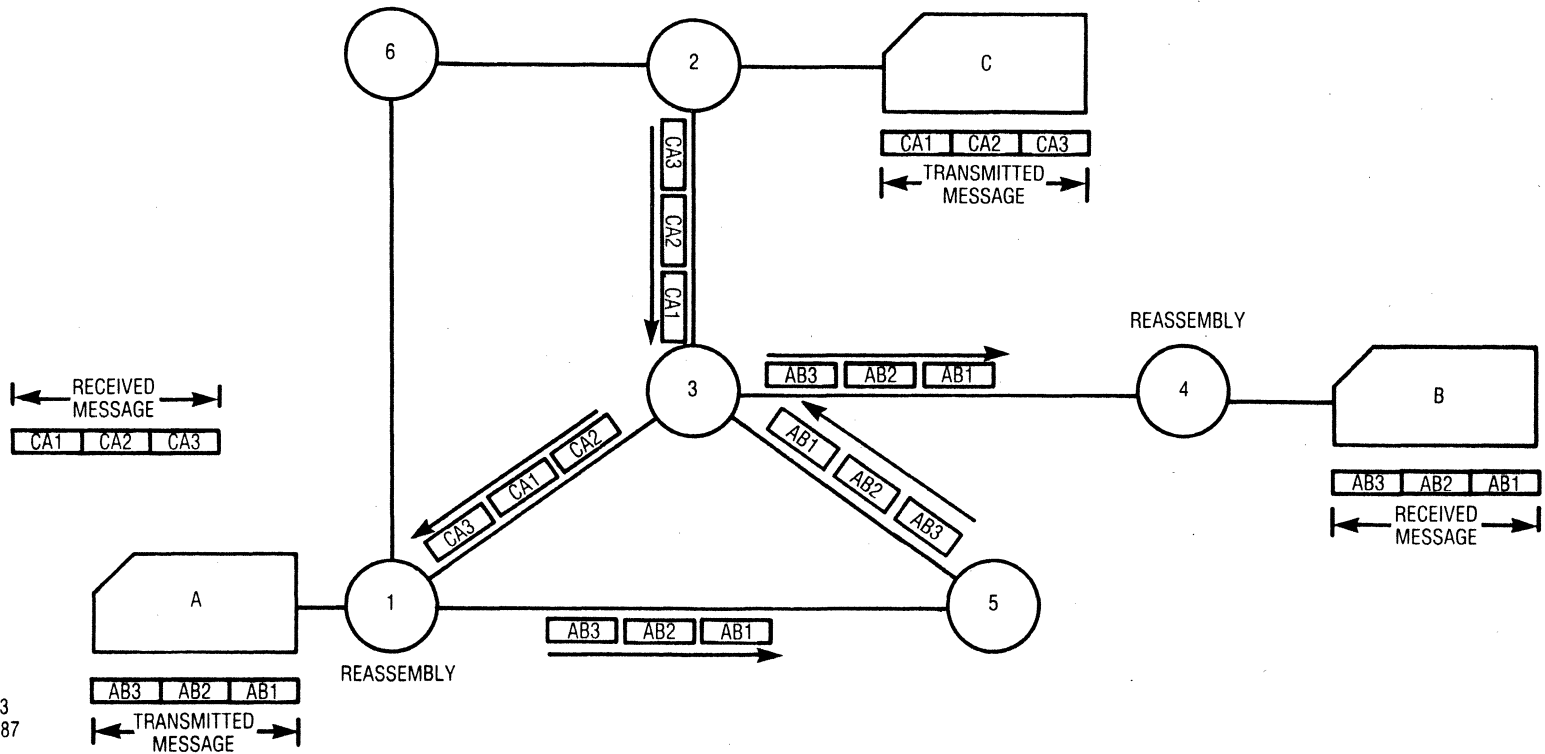 6
2
C
CA1 CA2 CA3
TRANSMITTED
MESSAGE
CA3
CA2
CA1
REASSEMBLY
3
AB3 AB2 AB1
4
B
RECEIVED
MESSAGE
CA1 CA2 CA3
CA2
CA1
CA3
AB1
AB2
AB3
AB3 AB2 AB1
RECEIVED
MESSAGE
A
1
5
REASSEMBLY
AB3 AB2 AB1
AB3 AB2 AB1
TRANSMITTED
MESSAGE
3
87